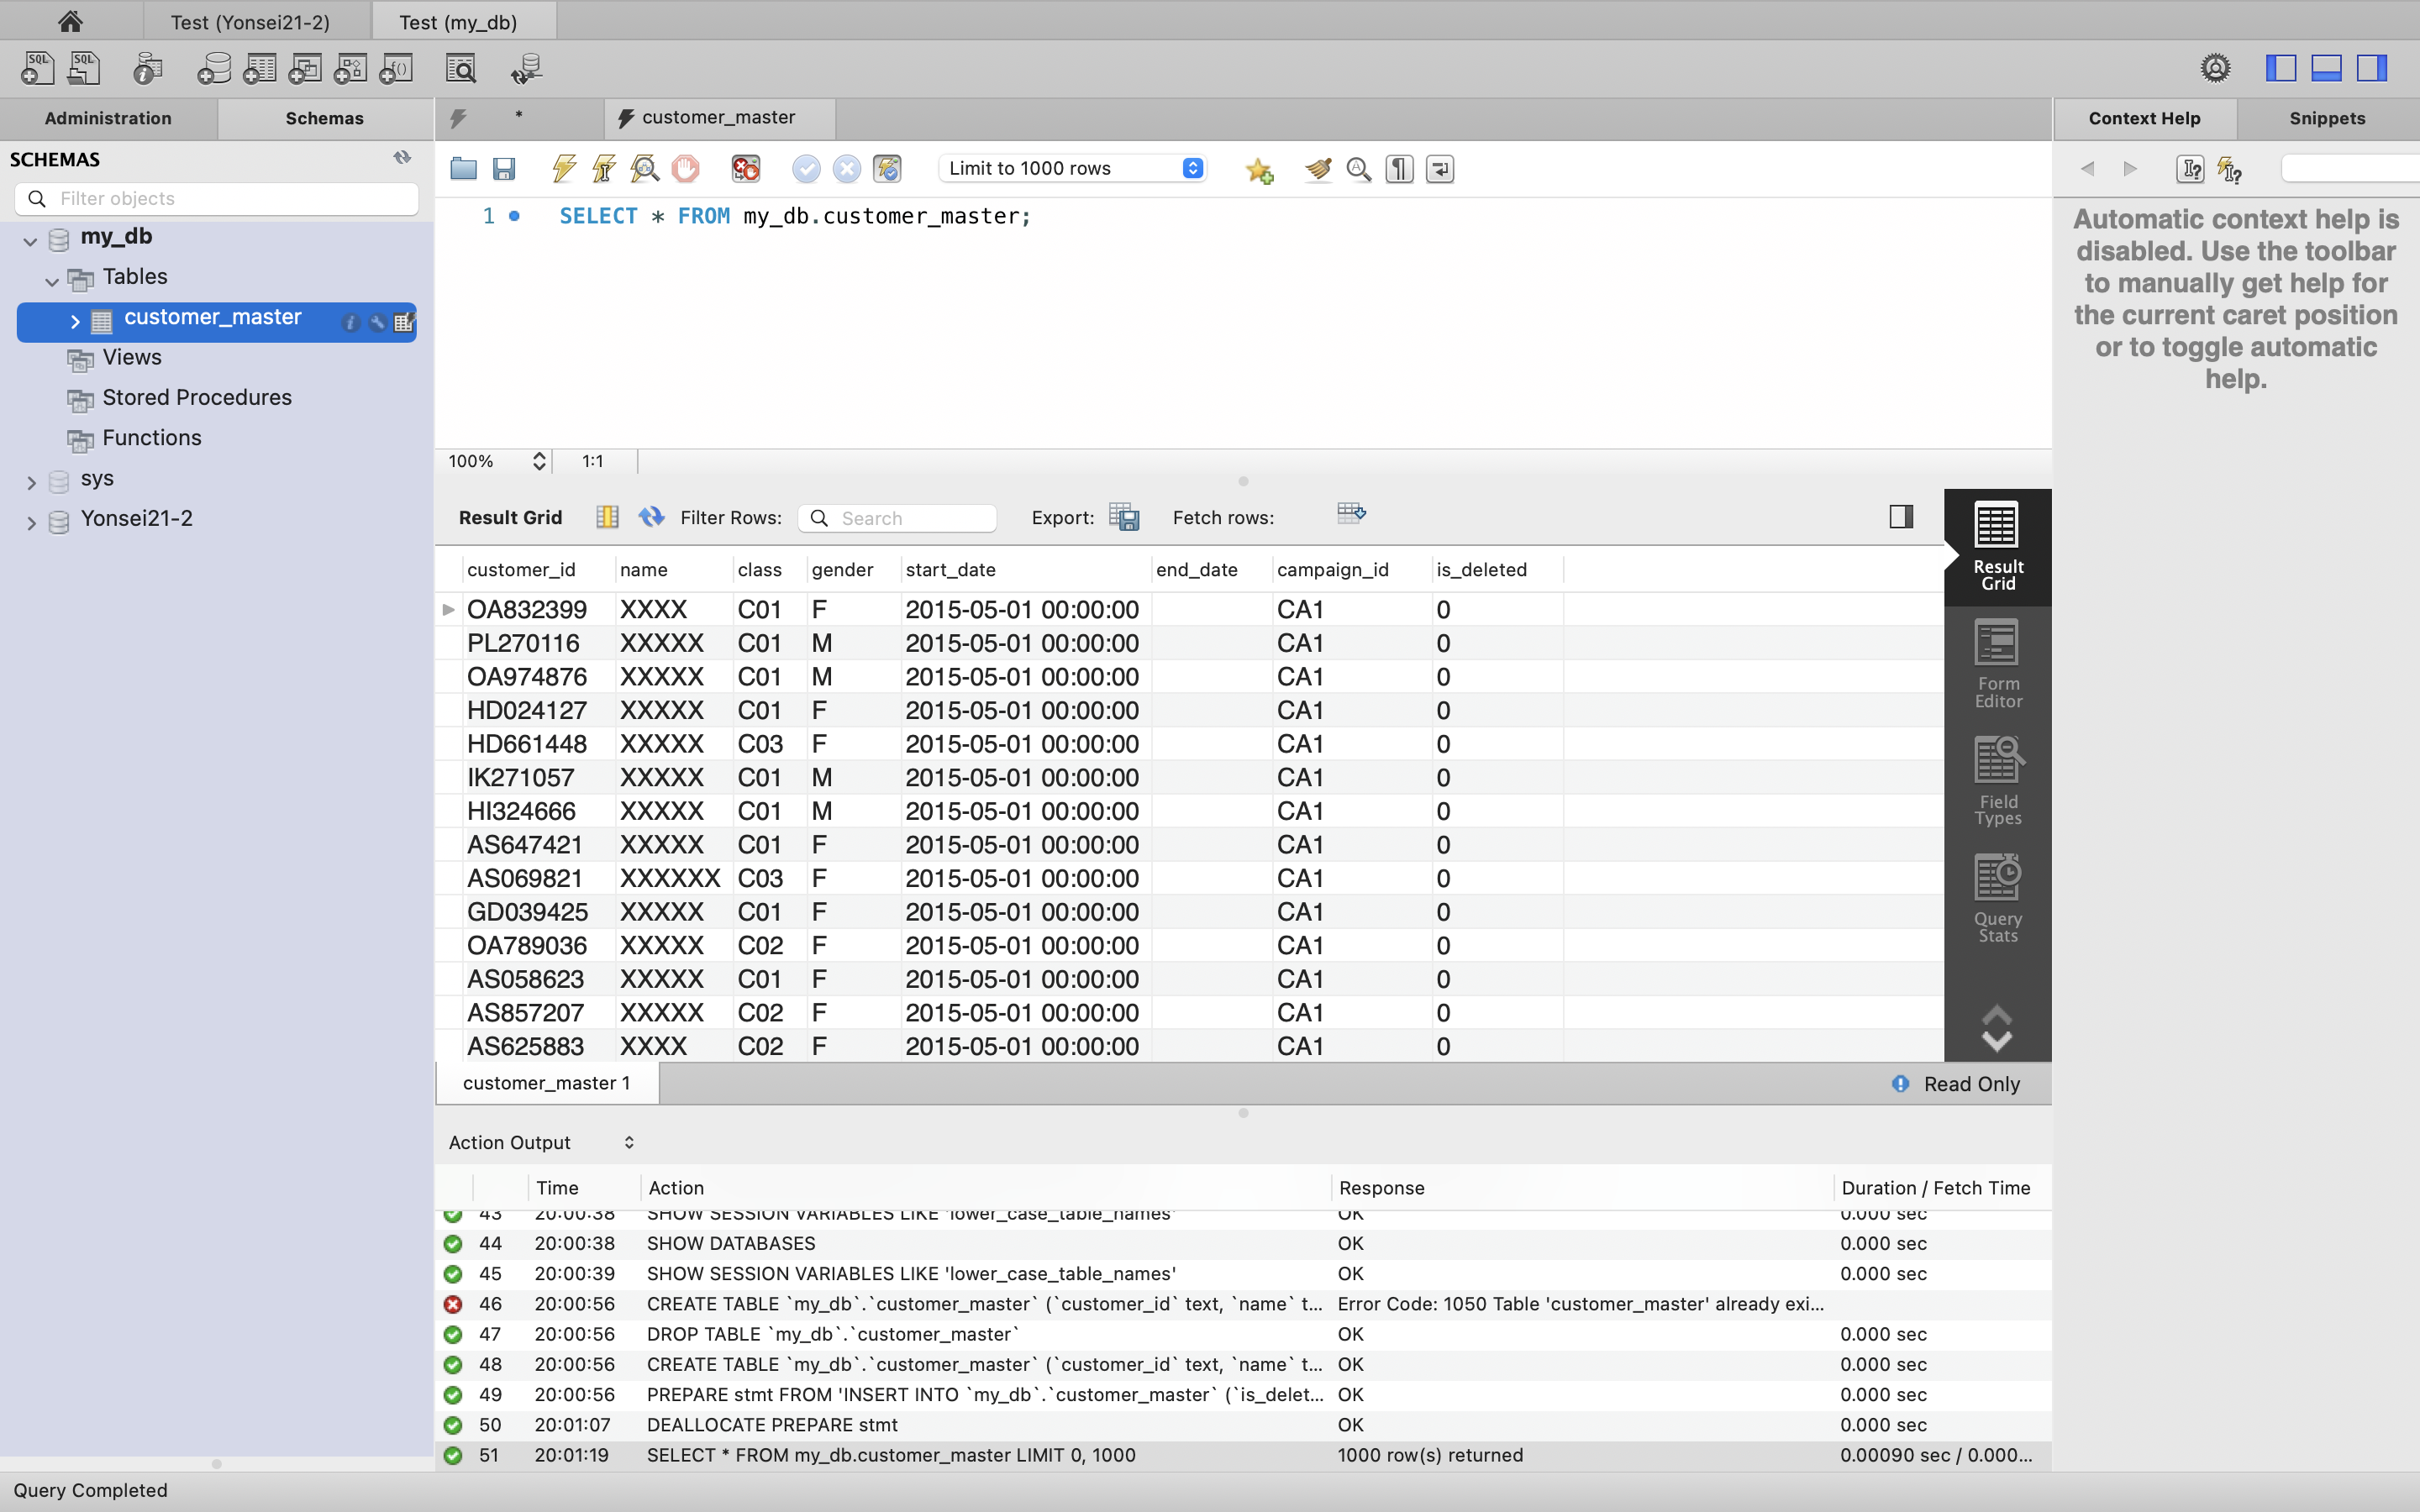 Test (Yonsei21-2)
Test (my_db)
SQL
SQL
Administration
Schemas
*
customer_master
Context Help
Snippets
SCHEMAS
Filter objects
Limit to 1000 rows
my_db
Tables
customer_master
Views
Stored Procedures
Functions
sys
Yonsei21-2
1
SELECT * FROM my_db.customer_master;
Automatic context help is
disabled. Use the toolbar
to manually get help for
the current caret position
or to toggle automatic
help.
100%
1:1
Result Grid
Filter Rows:
Search
Export:
Fetch rows:
customer_id name class gender start_date end_date campaign_id is_deleted
OA832399 XXXX C01 F 2015-05-01 00:00:00 CA1 0
PL270116 XXXXX C01 M 2015-05-01 00:00:00 CA1 0
OA974876 XXXXX C01 M 2015-05-01 00:00:00 CA1 0
HD024127 XXXXX C01 F 2015-05-01 00:00:00 CA1 0
HD661448 XXXXX C03 F 2015-05-01 00:00:00 CA1 0
IK271057 XXXXX C01 M 2015-05-01 00:00:00 CA1 0
HI324666 XXXXX C01 M 2015-05-01 00:00:00 CA1 0
AS647421 XXXXX C01 F 2015-05-01 00:00:00 CA1 0
AS069821 XXXXXX C03 F 2015-05-01 00:00:00 CA1 0
GD039425 XXXXX C01 F 2015-05-01 00:00:00 CA1 0
OA789036 XXXXX C02 F 2015-05-01 00:00:00 CA1 0
AS058623 XXXXX C01 F 2015-05-01 00:00:00 CA1 0
AS857207 XXXXX C02 F 2015-05-01 00:00:00 CA1 0
AS625883 XXXX C02 F 2015-05-01 00:00:00 CA1 0
Result
Grid
Form
Editor
Field
Types
Query
Stats
customer_master 1
Read Only
Action Output
Time Action Response Duration / Fetch Time
43 20:00:38 SHOW SESSION VARIABLES LIKE 'lower_case_table_names' OK 0.000 sec
44 20:00:38 SHOW DATABASES OK 0.000 sec
45 20:00:39 SHOW SESSION VARIABLES LIKE 'lower_case_table_names' OK 0.000 sec
46 20:00:56 CREATE TABLE `my_db`.`customer_master` (`customer_id` text, `name` t... Error Code: 1050 Table 'customer_master' already exi...
47 20:00:56 DROP TABLE `my_db`.`customer_master` OK 0.000 sec
48 20:00:56 CREATE TABLE `my_db`.`customer_master` (`customer_id` text, `name` t... OK 0.000 sec
49 20:00:56 PREPARE stmt FROM 'INSERT INTO `my_db`.`customer_master` (`is_delet... OK 0.000 sec
50 20:01:07 DEALLOCATE PREPARE stmt OK 0.000 sec
51 20:01:19 SELECT * FROM my_db.customer_master LIMIT 0, 1000 1000 row(s) returned 0.00090 sec / 0.000...
Query Completed